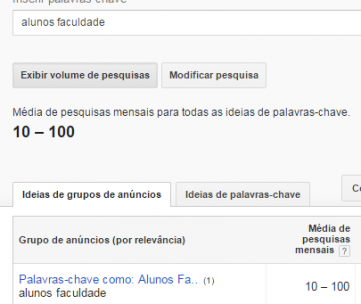 Inserir palavras-chave
alunos faculdade
Exibir volume de pesquisas Modificar pesquisa
Média de pesquisas mensais para todas as ideias de palavras-chave.
10 – 100
Ideias de grupos de anúncios Ideias de palavras-chave
Grupo de anúncios (por relevância) Média de pesquisas mensais ?
Palavras-chave como: Alunos Fa.. (1)
alunos faculdade 10 – 100